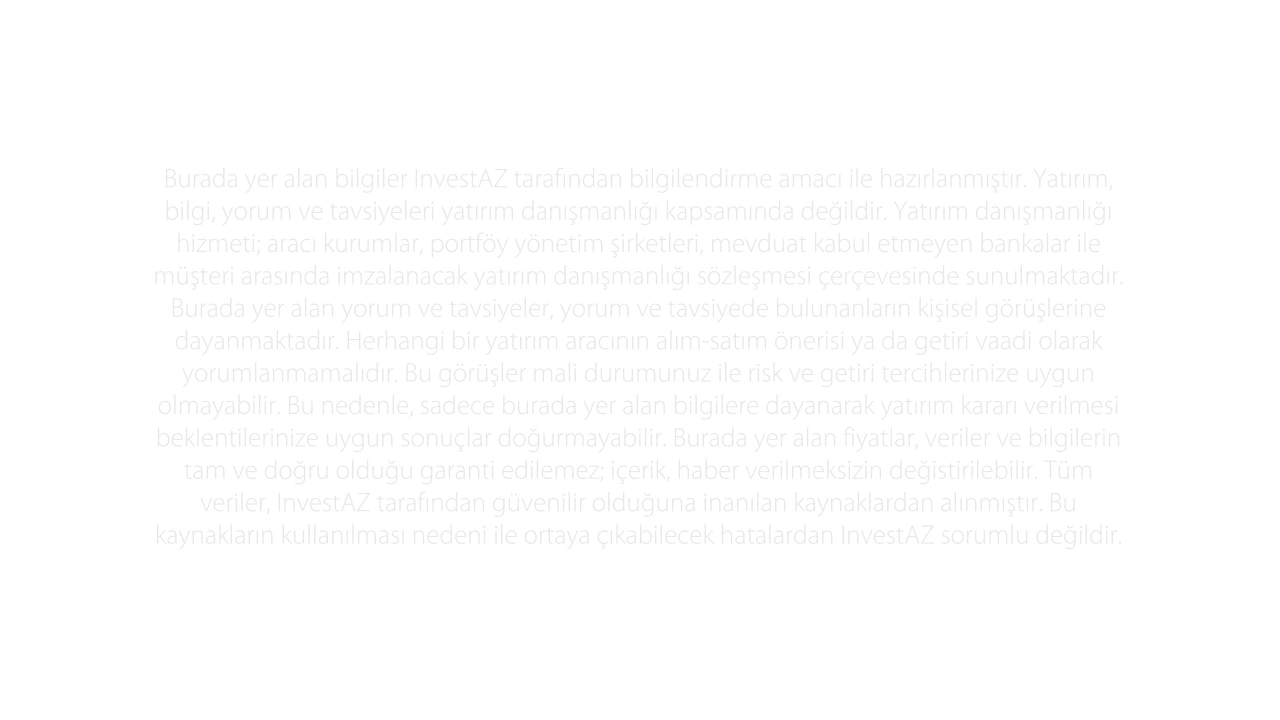 Burada yer alan bilgiler InvestAZ tarafından bilgilendirme amacı ile hazırlanmıştır. Yatırım,
bilgi, yorum ve tavsiyeleri yatırım danışmanlığı kapsamında değildir. Yatırım danışmanlığı
hizmeti; aracı kurumlar, portföy yönetim şirketleri, mevduat kabul etmeyen bankalar ile
müşteri arasında imzalanacak yatırım danışmanlığı sözleşmesi çerçevesinde sunulmaktadır.
Burada yer alan yorum ve tavsiyeler, yorum ve tavsiyede bulunanların kişisel görüşlerine
dayanmaktadır. Herhangi bir yatırım aracının alım-satım önerisi ya da getiri vaadi olarak
yorumlanmamalıdır. Bu görüşler mali durumunuz ile risk ve getiri tercihlerinize uygun
olmayabilir. Bu nedenle, sadece burada yer alan bilgilere dayanarak yatırım kararı verilmesi
beklentilerinize uygun sonuçlar doğurmayabilir. Burada yer alan fiyatlar, veriler ve bilgilerin
tam ve doğru olduğu garanti edilemez; içerik, haber verilmeksizin değistirilebilir. Tüm
veriler, InvestAZ tarafından güvenilir olduğuna inanılan kaynaklardan alınmıştır. Bu
kaynakların kullanılması nedeni ile ortaya çıkabilecek hatalardan InvestAZ sorumlu değildir.